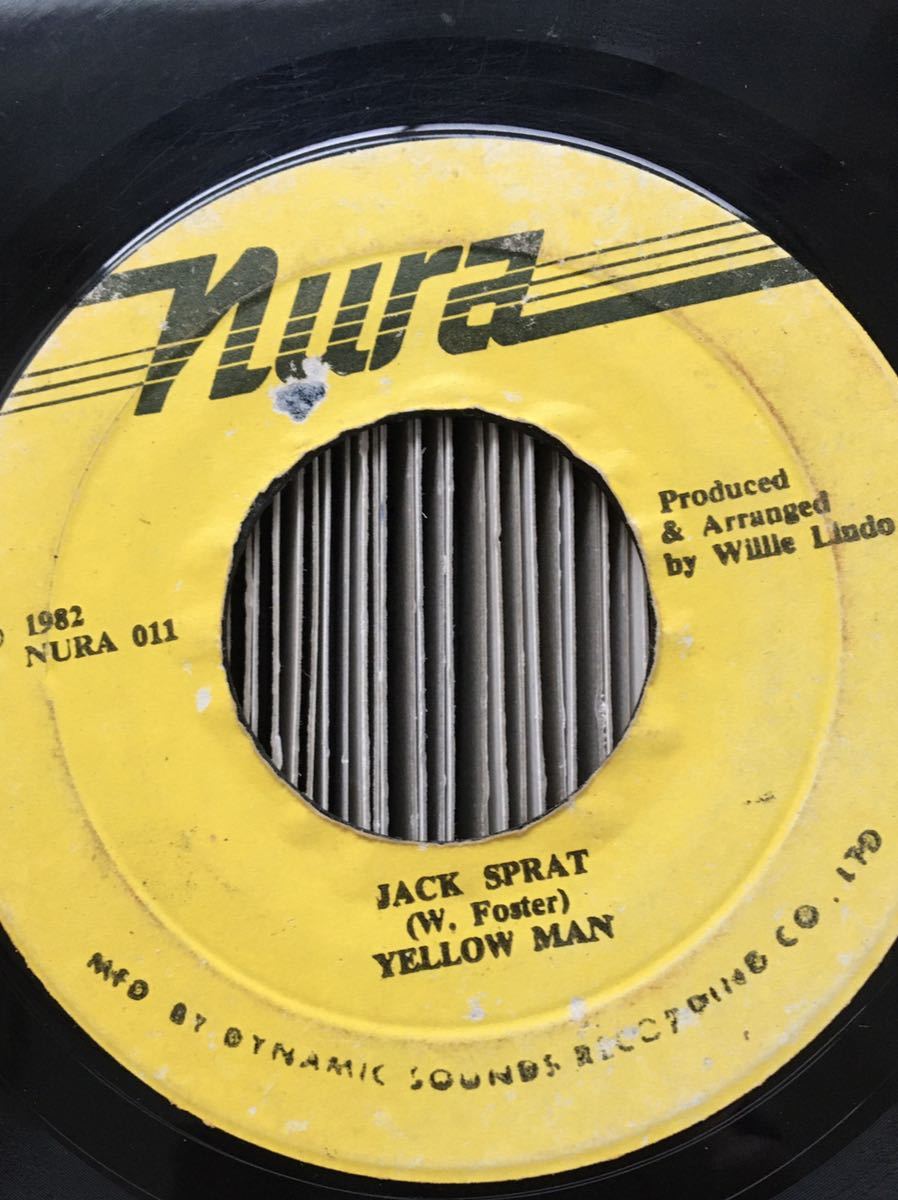 nura
Produced
& Arranged
by Willie Lindo
1982
NURA 011
JACK SPRAT
(W. Foster)
YELLOW MAN
MFD BY DYNAMIC SOUNDS RECORDING CO. LTD